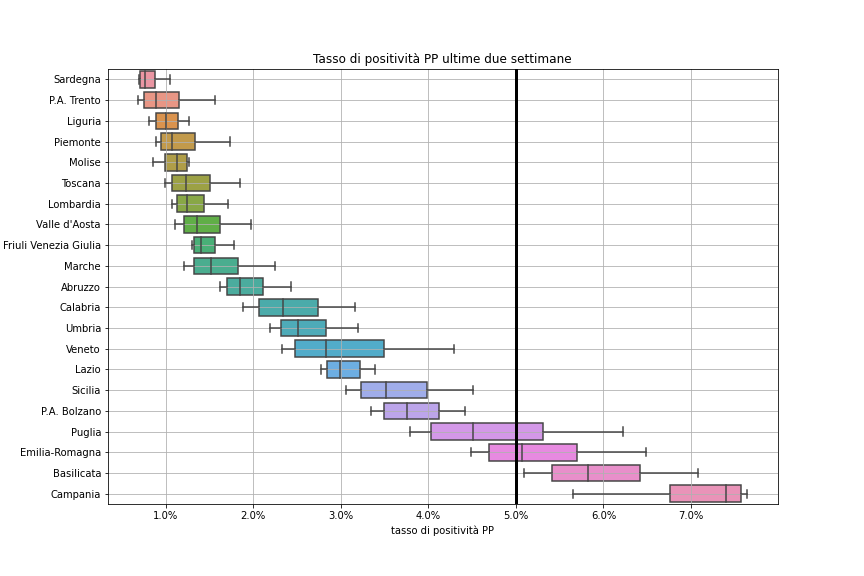 Tasso di positività PP ultime due settimane
Sardegna
P.A. Trento
Liguria
Piemonte
Molise
Toscana
Lombardia
Valle d'Aosta
Friuli Venezia Giulia
Marche
Abruzzo
Calabria
Umbria
Veneto
Lazio
Sicilia
P.A. Bolzano
Puglia
Emilia-Romagna
Basilicata
Campania
1.0% 2.0% 3.0% 4.0% 5.0% 6.0% 7.0%
tasso di positività PP